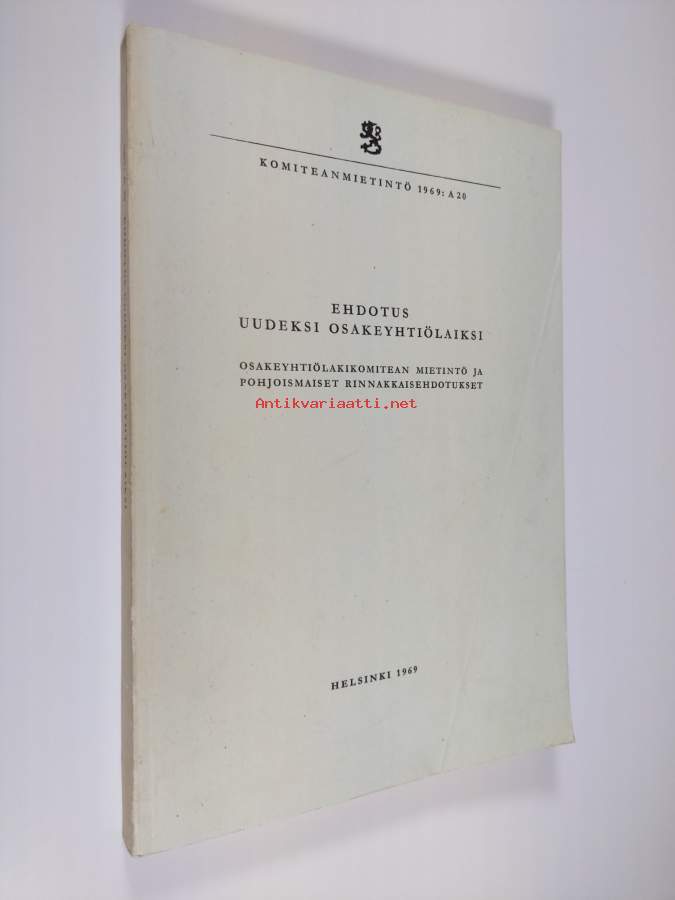 KOMITEANMIETINTÖ 1969: A 20
EHDOTUS
UUDEKSI OSAKEYHTIÖLAIKSI
OSAKEYHTIÖLAKIKOMITEAN MIETINTÖ JA
POHJOISMAISET RINNAKKAISEHDOTUKSET
Antikvariaatti.net
HELSINKI 1969